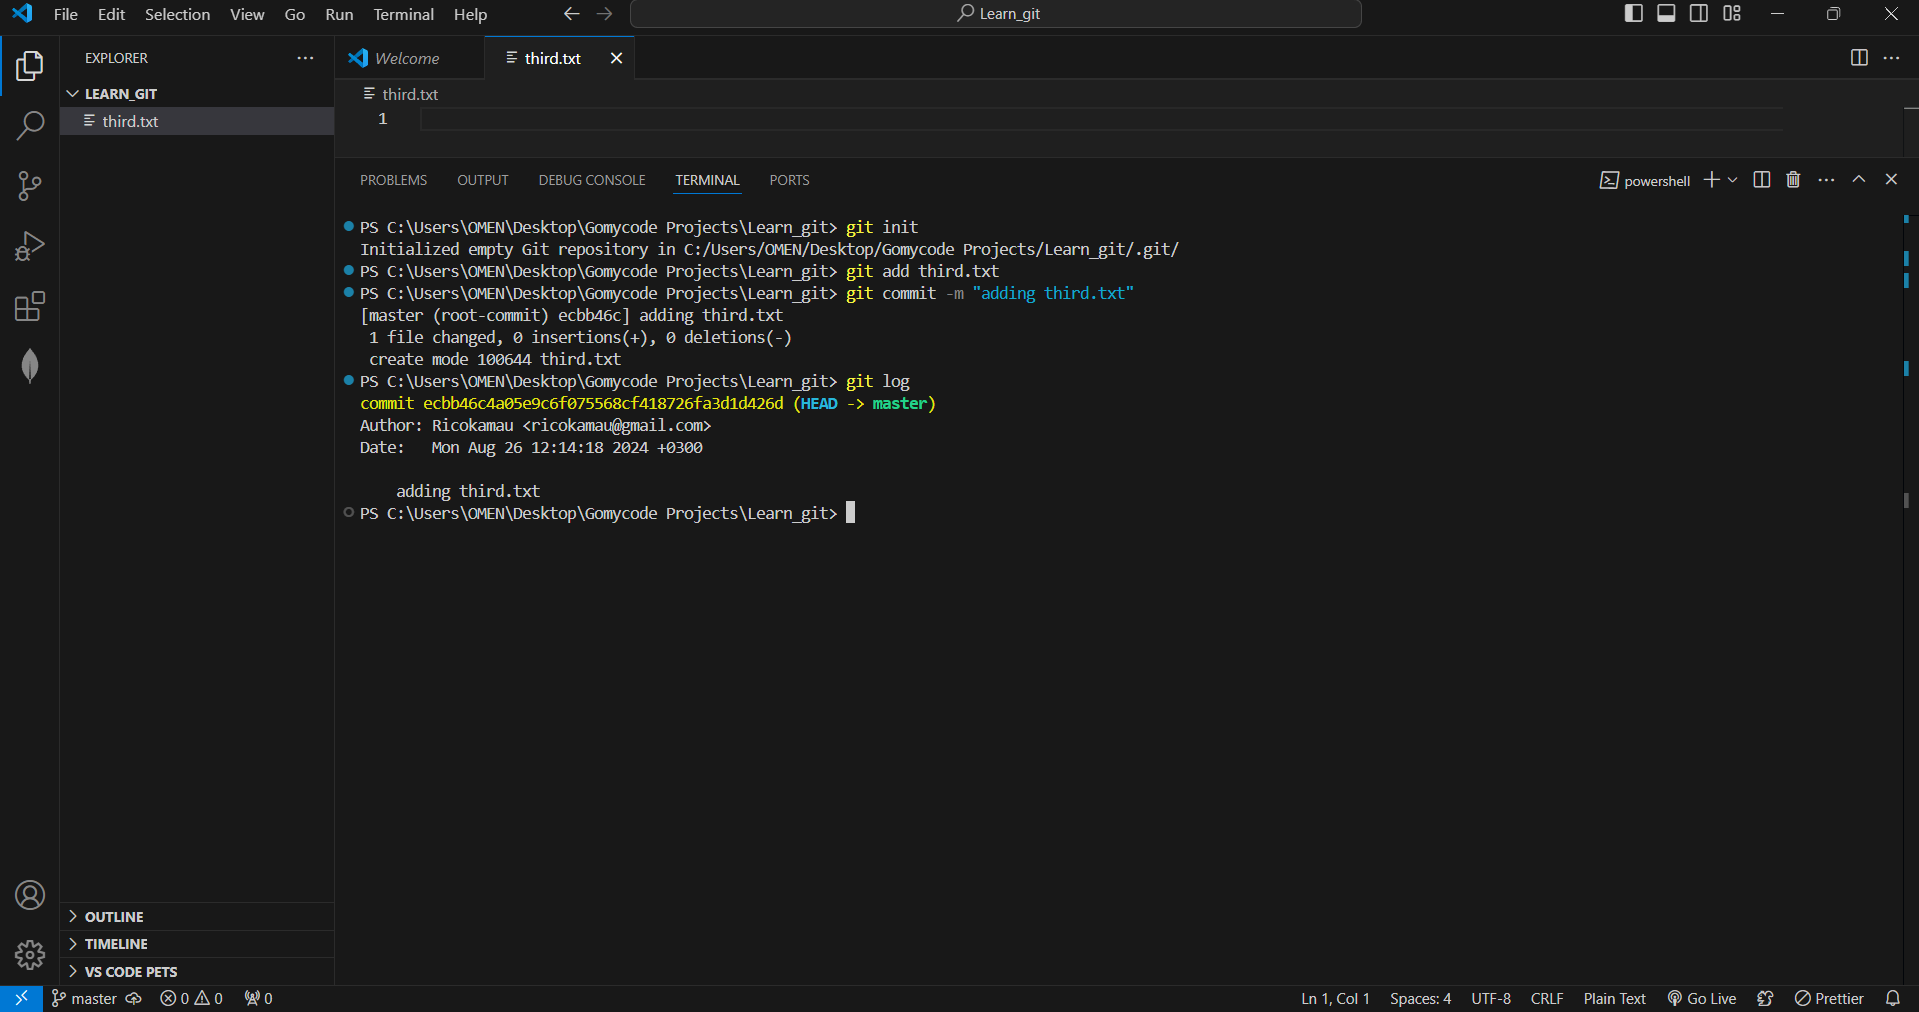 File Edit Selection View Go Run Terminal Help
Learn_git
EXPLORER
LEARN_GIT
third.txt
Welcome
third.txt
third.txt
1
PROBLEMS OUTPUT DEBUG CONSOLE TERMINAL PORTS
powershell
PS C:\Users\OMEN\Desktop\Gomycode Projects\Learn_git> git init
Initialized empty Git repository in C:/Users/OMEN/Desktop/Gomycode Projects/Learn_git/.git/
PS C:\Users\OMEN\Desktop\Gomycode Projects\Learn_git> git add third.txt
PS C:\Users\OMEN\Desktop\Gomycode Projects\Learn_git> git commit -m "adding third.txt"
[master (root-commit) ecbb46c] adding third.txt
1 file changed, 0 insertions(+), 0 deletions(-)
create mode 100644 third.txt
PS C:\Users\OMEN\Desktop\Gomycode Projects\Learn_git> git log
commit ecbb46c4a05e9c6f075568cf418726fa3d1d426d (HEAD -> master)
Author: Ricokamau <ricokamau@gmail.com>
Date:   Mon Aug 26 12:14:18 2024 +0300
adding third.txt
PS C:\Users\OMEN\Desktop\Gomycode Projects\Learn_git>
OUTLINE
TIMELINE
VS CODE PETS
master 0 0 0
Ln 1, Col 1 Spaces: 4 UTF-8 CRLF Plain Text Go Live Prettier